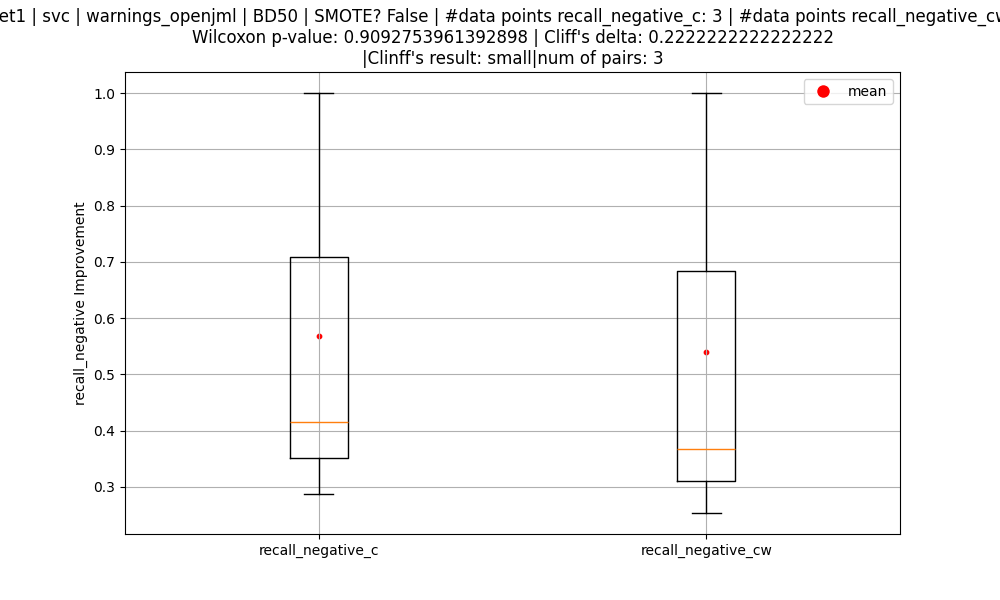 et1 | svc | warnings_openjml | BD50 | SMOTE? False | #data points recall_negative_c: 3 | #data points recall_negative_cw
Wilcoxon p-value: 0.9092753961392898 | Cliff's delta: 0.2222222222222222
|Clinff's result: small|num of pairs: 3
mean
1.0
0.9
0.8
0.7
0.6
0.5
0.4
0.3
recall_negative Improvement
recall_negative_c
recall_negative_cw